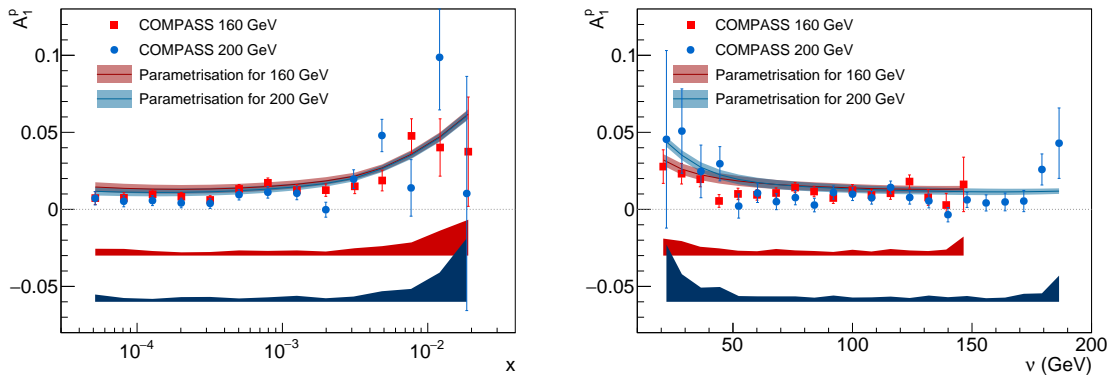 A₁ᵖ
COMPASS 160 GeV
COMPASS 200 GeV
Parametrisation for 160 GeV
Parametrisation for 200 GeV
0.1
0.05
0
−0.05
10⁻⁴
10⁻³
10⁻²
x
A₁ᵖ
COMPASS 160 GeV
COMPASS 200 GeV
Parametrisation for 160 GeV
Parametrisation for 200 GeV
0.1
0.05
0
−0.05
50
100
150
200
ν (GeV)